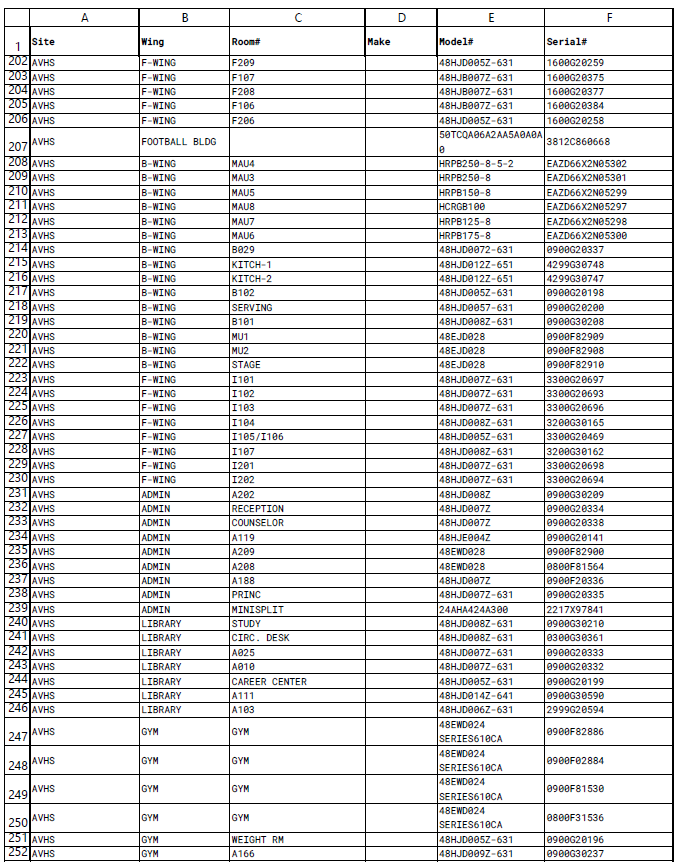 A B C D E F
1 Site Wing Room# Make Model# Serial#
202 AVHS F-WING F209 48HJD005Z-631 1600G20259
203 AVHS F-WING F107 48HJB007Z-631 1600G20375
204 AVHS F-WING F208 48HJB007Z-631 1600G20377
205 AVHS F-WING F106 48HJB007Z-631 1600G20384
206 AVHS F-WING F206 48HJD005Z-631 1600G20258
207 AVHS FOOTBALL BLDG 50TCQA06A2AA5A0A0A
0 3812C860668
208 AVHS B-WING MAU4 HRPB250-8-5-2 EAZD66X2N05302
209 AVHS B-WING MAU3 HRPB250-8 EAZD66X2N05301
210 AVHS B-WING MAU5 HRPB150-8 EAZD66X2N05299
211 AVHS B-WING MAU8 HCRGB100 EAZD66X2N05297
212 AVHS B-WING MAU7 HRPB125-8 EAZD66X2N05298
213 AVHS B-WING MAU6 HRPB175-8 EAZD66X2N05300
214 AVHS B-WING B029 48HJD0072-631 0900G20337
215 AVHS B-WING KITCH-1 48HJD012Z-651 4299G30748
216 AVHS B-WING KITCH-2 48HJD012Z-651 4299G30747
217 AVHS B-WING B102 48HJD005Z-631 0900G20198
218 AVHS B-WING SERVING 48HJD0057-631 0900G20200
219 AVHS B-WING B101 48HJD008Z-631 0900G30208
220 AVHS B-WING MU1 48EJD028 0900F82909
221 AVHS B-WING MU2 48EJD028 0900F82908
222 AVHS B-WING STAGE 48EJD028 0900F82910
223 AVHS F-WING I101 48HJD007Z-631 3300G20697
224 AVHS F-WING I102 48HJD007Z-631 3300G20693
225 AVHS F-WING I103 48HJD007Z-631 3300G20696
226 AVHS F-WING I104 48HJD008Z-631 3200G30165
227 AVHS F-WING I105/I106 48HJD005Z-631 3300G20469
228 AVHS F-WING I107 48HJD008Z-631 3200G30162
229 AVHS F-WING I201 48HJD007Z-631 3300G20698
230 AVHS F-WING I202 48HJD007Z-631 3300G20694
231 AVHS ADMIN A202 48HJD008Z 0900G30209
232 AVHS ADMIN RECEPTION 48HJD007Z 0900G20334
233 AVHS ADMIN COUNSELOR 48HJD007Z 0900G20338
234 AVHS ADMIN A119 48HJE004Z 0900G20141
235 AVHS ADMIN A209 48EWD028 0900F82900
236 AVHS ADMIN A208 48EWD028 0800F81564
237 AVHS ADMIN A188 48HJD007Z 0900F20336
238 AVHS ADMIN PRINC 48HJD007Z-631 0900G20335
239 AVHS ADMIN MINISPLIT 24AHA424A300 2217X97841
240 AVHS LIBRARY STUDY 48HJD008Z-631 0900G30210
241 AVHS LIBRARY CIRC. DESK 48HJD008Z-631 0300G30361
242 AVHS LIBRARY A025 48HJD007Z-631 0900G20333
243 AVHS LIBRARY A010 48HJD007Z-631 0900G20332
244 AVHS LIBRARY CAREER CENTER 48HJD005Z-631 0900G20199
245 AVHS LIBRARY A111 48HJD014Z-641 0900G30590
246 AVHS LIBRARY A103 48HJD006Z-631 2999G20594
247 AVHS GYM GYM 48EWD024
SERIES610CA 0900F82886
248 AVHS GYM GYM 48EWD024
SERIES610CA 0900F02884
249 AVHS GYM GYM 48EWD024
SERIES610CA 0900F81530
250 AVHS GYM GYM 48EWD024
SERIES610CA 0800F31536
251 AVHS GYM WEIGHT RM 48HJD005Z-631 0900G20196
252 AVHS GYM A166 48HJD009Z-631 0900G30237